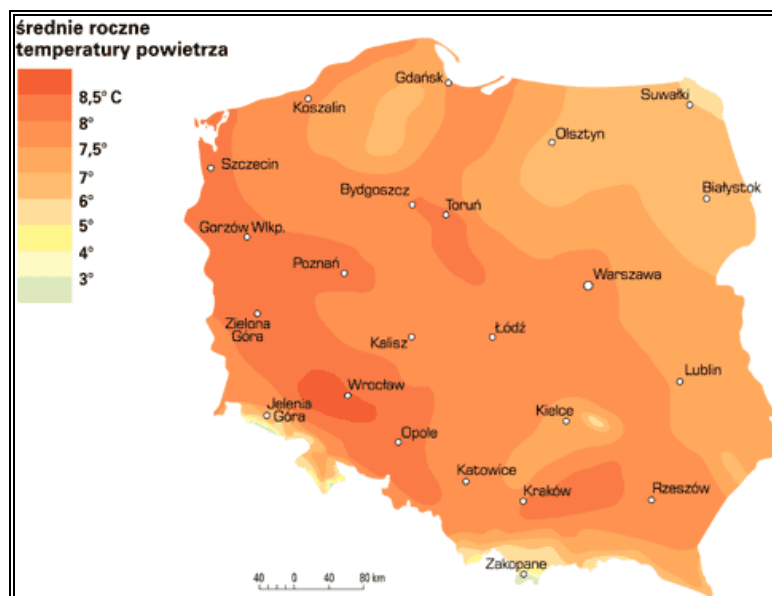 średnie roczne
temperatury powietrza
8,5° C
8°
7,5°
7°
6°
5°
4°
3°
Gdańsk
Koszalin
Suwałki
Olsztyn
Szczecin
Białystok
Bydgoszcz
Toruń
Gorzów Wlkp.
Poznań
Warszawa
Zielona
Góra
Kalisz
Łódź
Lublin
Wrocław
Jelenia
Góra
Kielce
Opole
Katowice
Kraków
Rzeszów
Zakopane
40 0 40 80 km